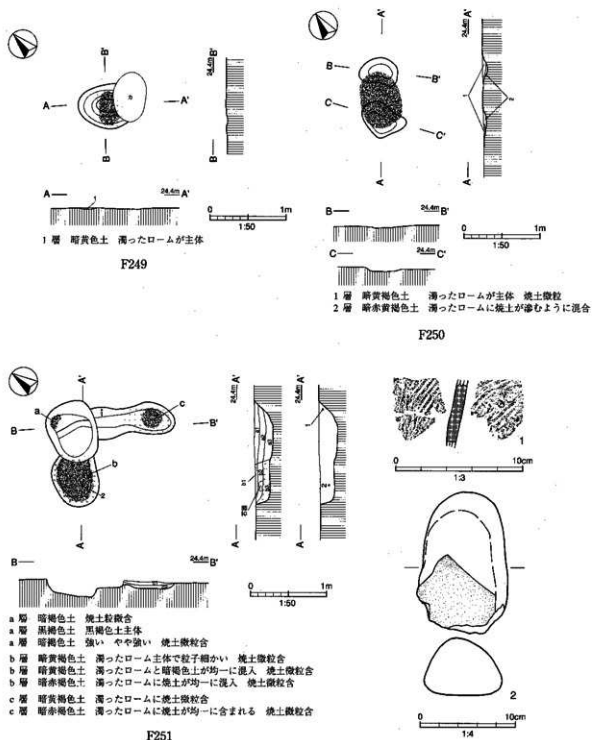 A'
B'
A
A'
B
A
B
24.4m
B'
A
1
24.4m
A'
0
1m
1:50
1層 暗黄色土 濁ったロームが主体
F249
A'
B
B'
C
C'
A
24.4m
A'
1
2
A
B
24.4m
B'
C
24.4m
C'
0
1m
1:50
1層 暗黄褐色土 濁ったロームが主体 焼土微粒
2層 暗赤黄褐色土 濁ったロームに焼土が滲むように混合
F250
A'
a
c
B
B'
b
2
A
24.4m
A'
A
24.4m
A'
A
B
24.4m
B'
0
1m
1:50
a層 暗褐色土 焼土粒微含
a層 黒褐色土 黒褐色土主体
a層 暗褐色土 強い やや強い 焼土微粒含
b層 暗黄褐色土 濁ったローム主体で粒子細かい 焼土微粒含
b層 暗黄褐色土 濁ったロームと暗褐色土が均一に混入 焼土微粒含
b層 暗赤褐色土 濁ったロームに焼土が均一に混入 焼土微粒含
c層 暗黄褐色土 濁ったロームに焼土微粒含
c層 暗赤褐色土 濁ったロームに焼土が均一に含まれる 焼土微粒含
F251
1
0
10cm
1:3
2
0
10cm
1:4